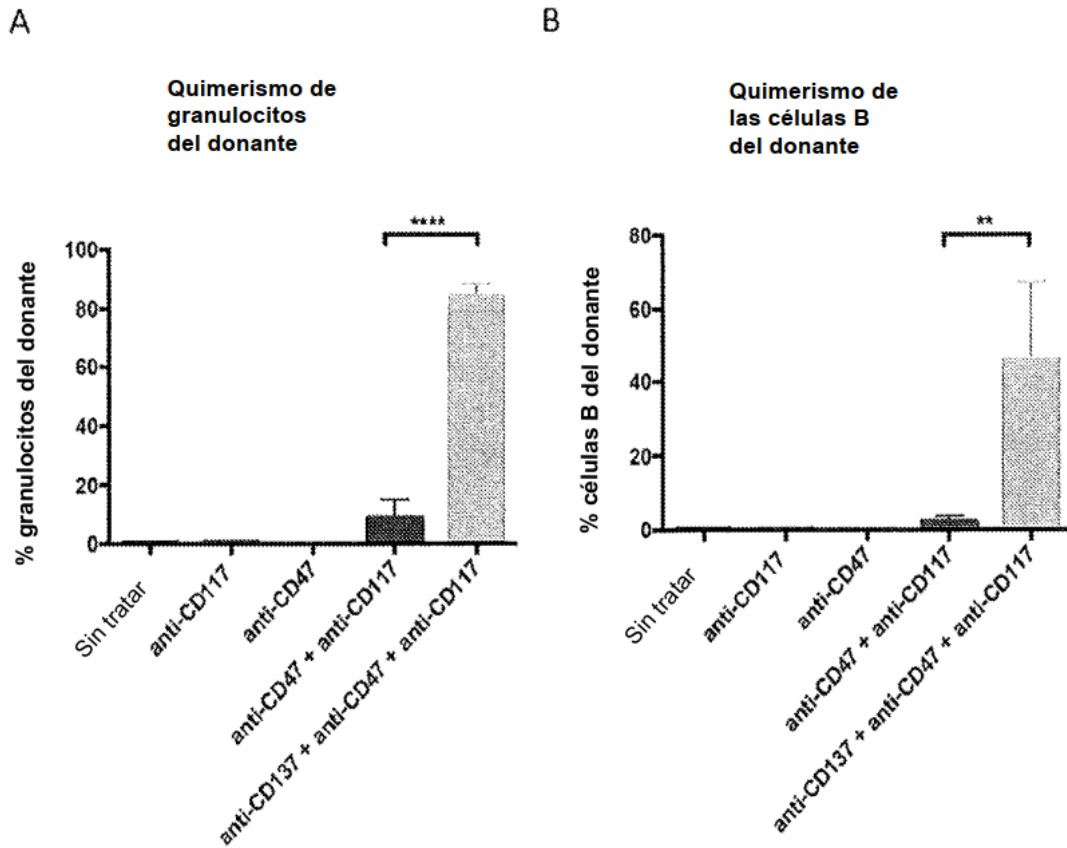 A
Quimerismo de
granulocitos
del donante
****
% granulocitos del donante
100
80
60
40
20
0
Sin tratar
anti-CD117
anti-CD47
anti-CD47 + anti-CD117
anti-CD137 + anti-CD47 + anti-CD117
B
Quimerismo de
las células B
del donante
**
% células B del donante
80
60
40
20
0
Sin tratar
anti-CD117
anti-CD47
anti-CD47 + anti-CD117
anti-CD137 + anti-CD47 + anti-CD117